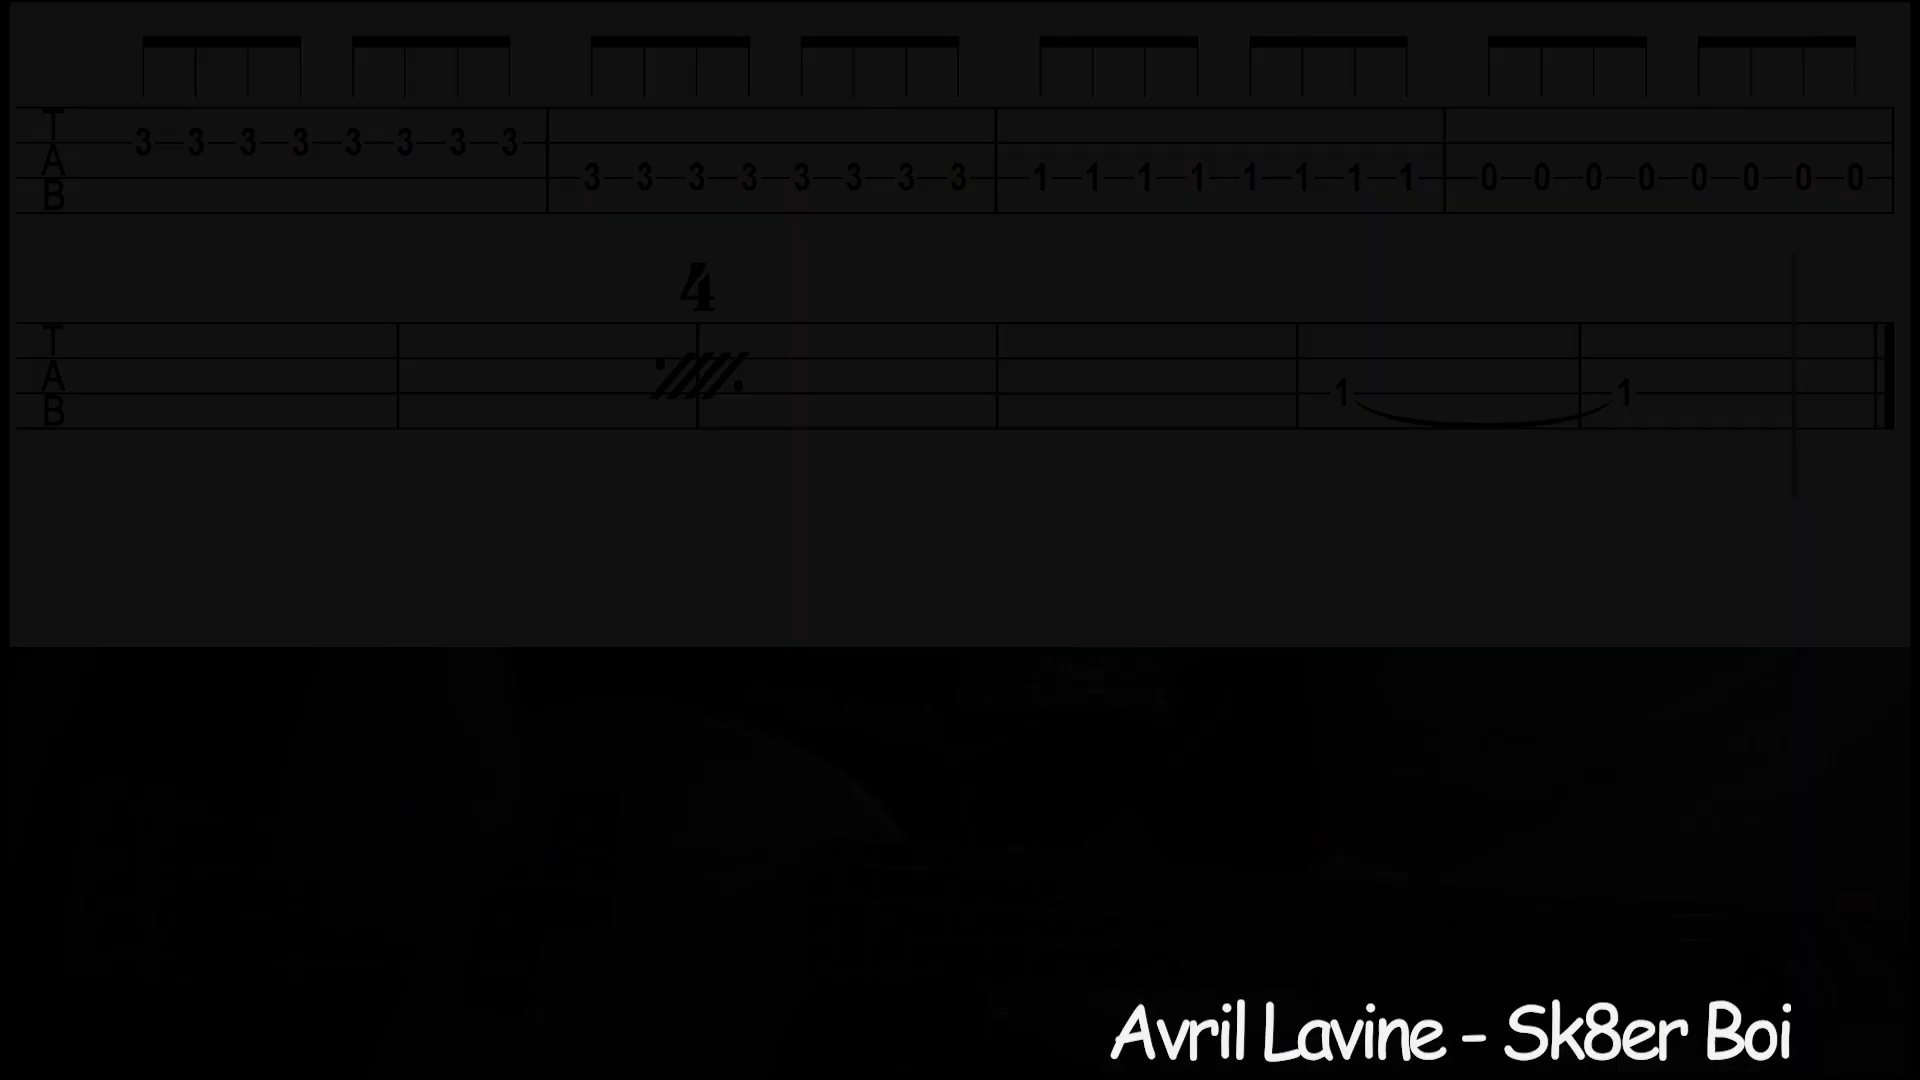 T A B 3 3 3 3 3 3 3 3 3 3 3 3 3 3 3 3 1 1 1 1 1 1 1 1 0 0 0 0 0 0 0 0
4
T A B 1 1
Avril Lavine - Sk8er Boi